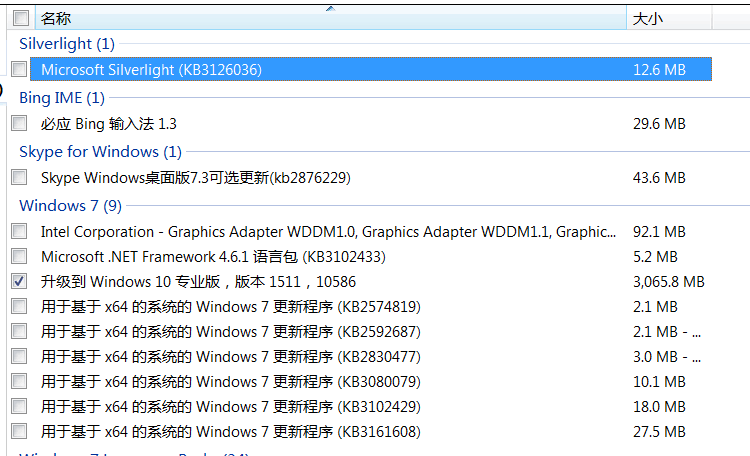 名称 大小
Silverlight (1)
Microsoft Silverlight (KB3126036) 12.6 MB
Bing IME (1)
必应 Bing 输入法 1.3 29.6 MB
Skype for Windows (1)
Skype Windows桌面版7.3可选更新(kb2876229) 43.6 MB
Windows 7 (9)
Intel Corporation - Graphics Adapter WDDM1.0, Graphics Adapter WDDM1.1, Graphic... 92.1 MB
Microsoft .NET Framework 4.6.1 语言包 (KB3102433) 5.2 MB
升级到 Windows 10 专业版，版本 1511，10586 3,065.8 MB
用于基于 x64 的系统的 Windows 7 更新程序 (KB2574819) 2.1 MB
用于基于 x64 的系统的 Windows 7 更新程序 (KB2592687) 2.1 MB - ...
用于基于 x64 的系统的 Windows 7 更新程序 (KB2830477) 3.0 MB - ...
用于基于 x64 的系统的 Windows 7 更新程序 (KB3080079) 10.1 MB
用于基于 x64 的系统的 Windows 7 更新程序 (KB3102429) 18.0 MB
用于基于 x64 的系统的 Windows 7 更新程序 (KB3161608) 27.5 MB